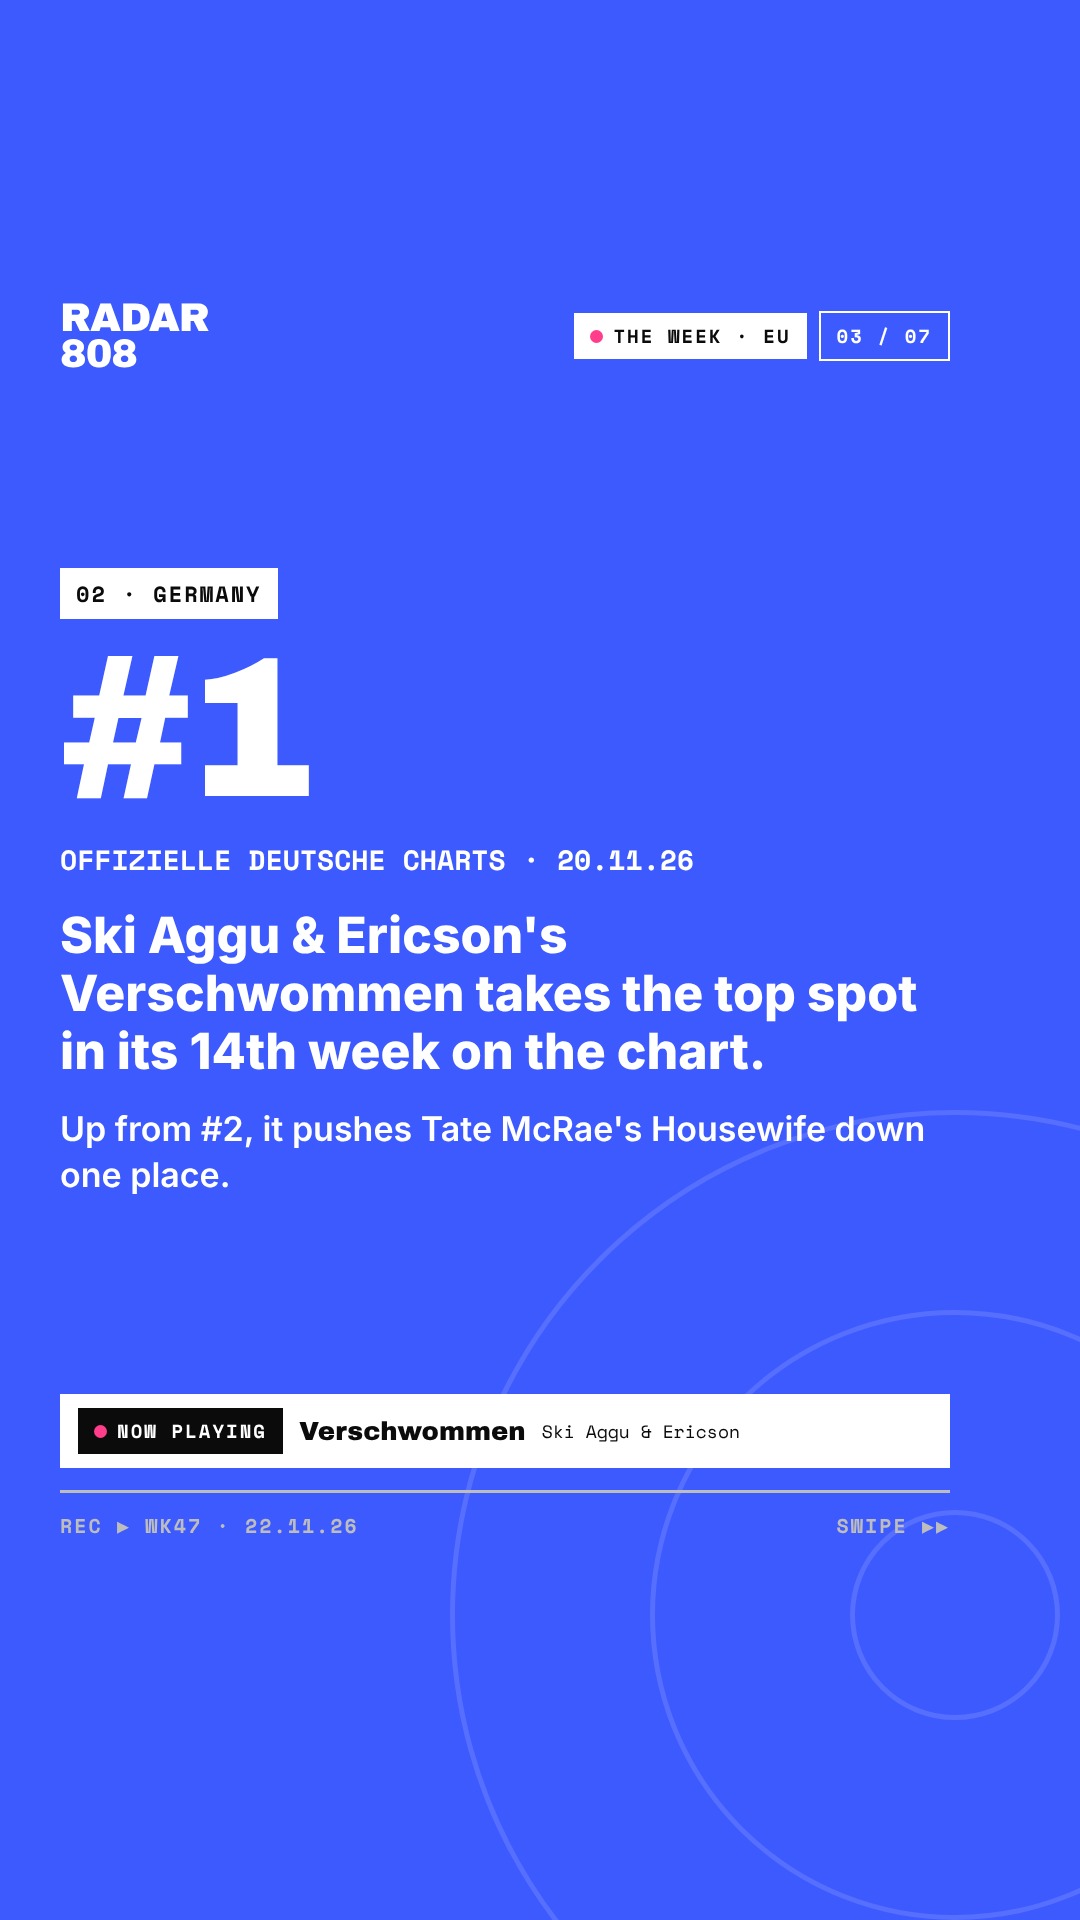 RADAR
808
THE WEEK · EU
03 / 07
02 · GERMANY
#1
OFFIZIELLE DEUTSCHE CHARTS · 20.11.26
Ski Aggu & Ericson's
Verschwommen takes the top spot
in its 14th week on the chart.
Up from #2, it pushes Tate McRae's Housewife down
one place.
NOW PLAYING Verschwommen Ski Aggu & Ericson
REC ▶ WK47 · 22.11.26
SWIPE ▶▶